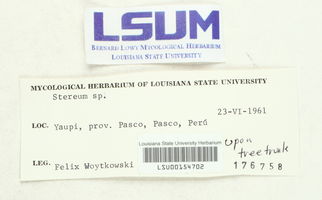 LSUM
BERNARD LOWY MYCOLOGICAL HERBARIUM
LOUISIANA STATE UNIVERSITY
MYCOLOGICAL HERBARIUM OF LOUISIANA STATE UNIVERSITY
Stereum sp.
23-VI-1961
LOC. Yaupi, prov. Pasco, Pasco, Perú
Louisiana State University Herbarium
upon
tree trunk
LEG. Felix Woytkowski
LSU00154702
176758